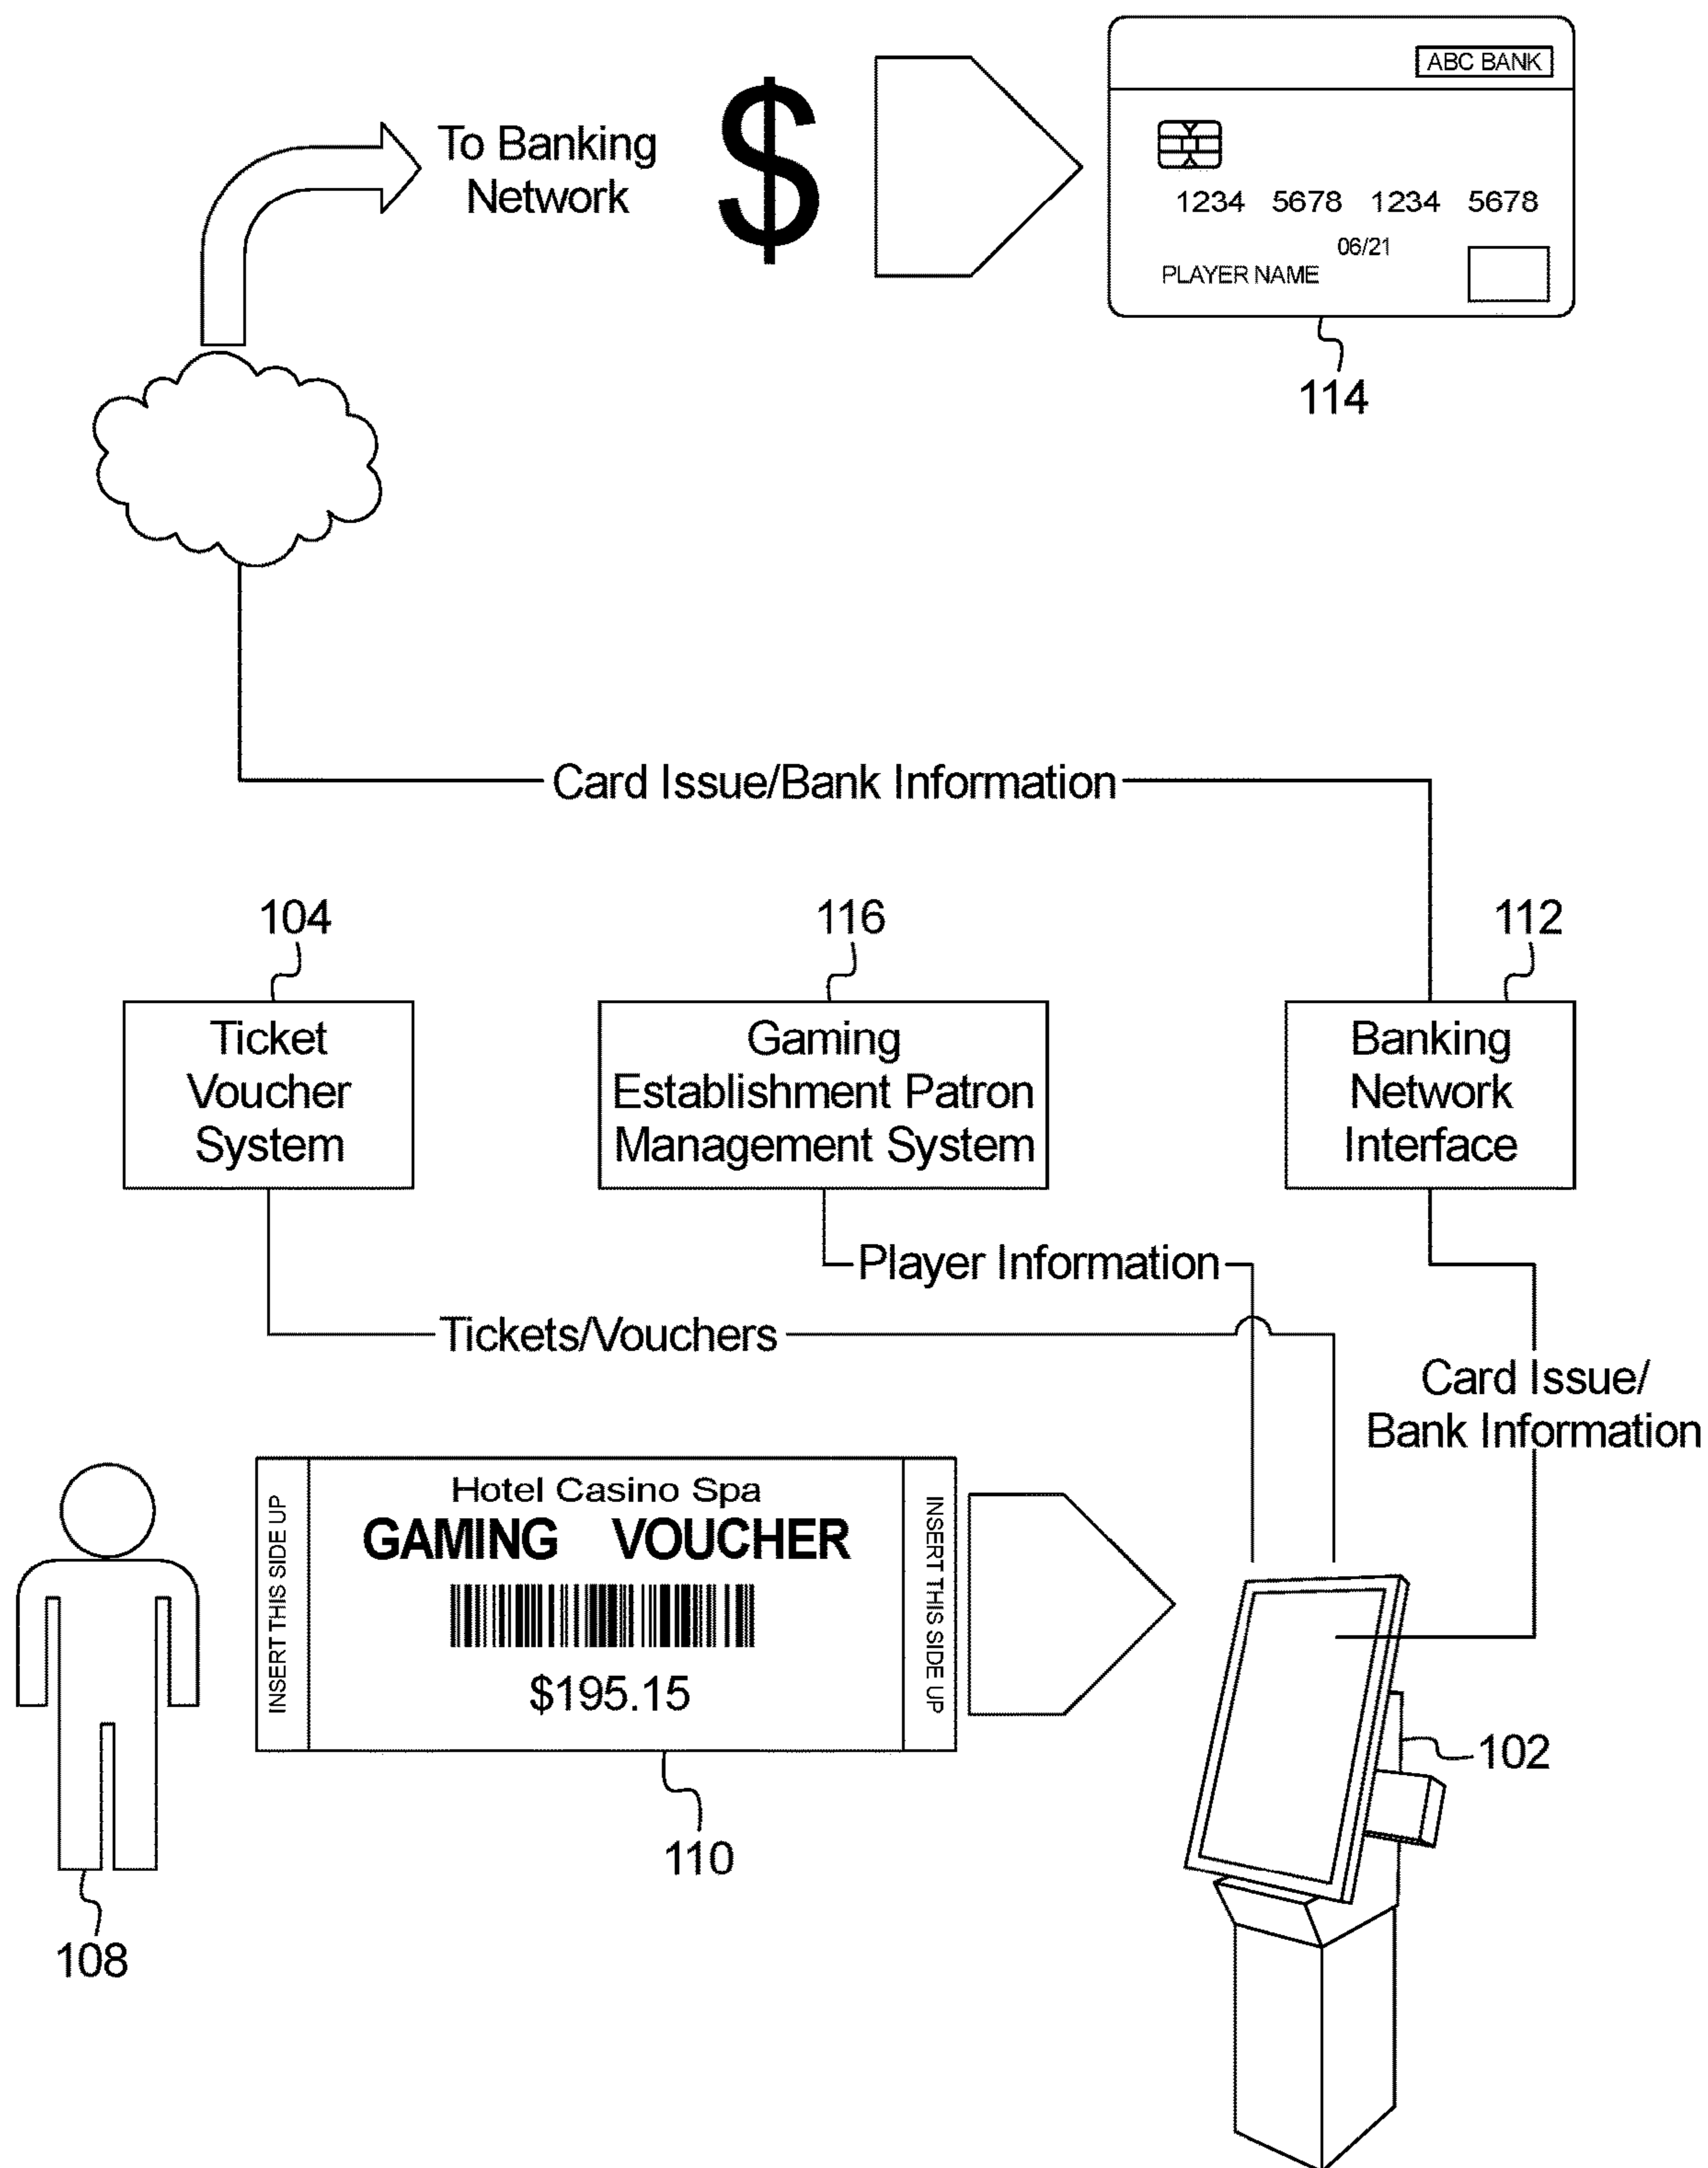 ABC BANK
To Banking
Network
$
1234 5678 1234 5678
06/21
PLAYER NAME
114
Card Issue/Bank Information
104
116
112
Ticket
Voucher
System
Gaming
Establishment Patron
Management System
Banking
Network
Interface
Player Information
Tickets/Vouchers
Card Issue/
Bank Information
INSERT THIS SIDE UP
Hotel Casino Spa
GAMING VOUCHER
$195.15
INSERT THIS SIDE UP
102
110
108